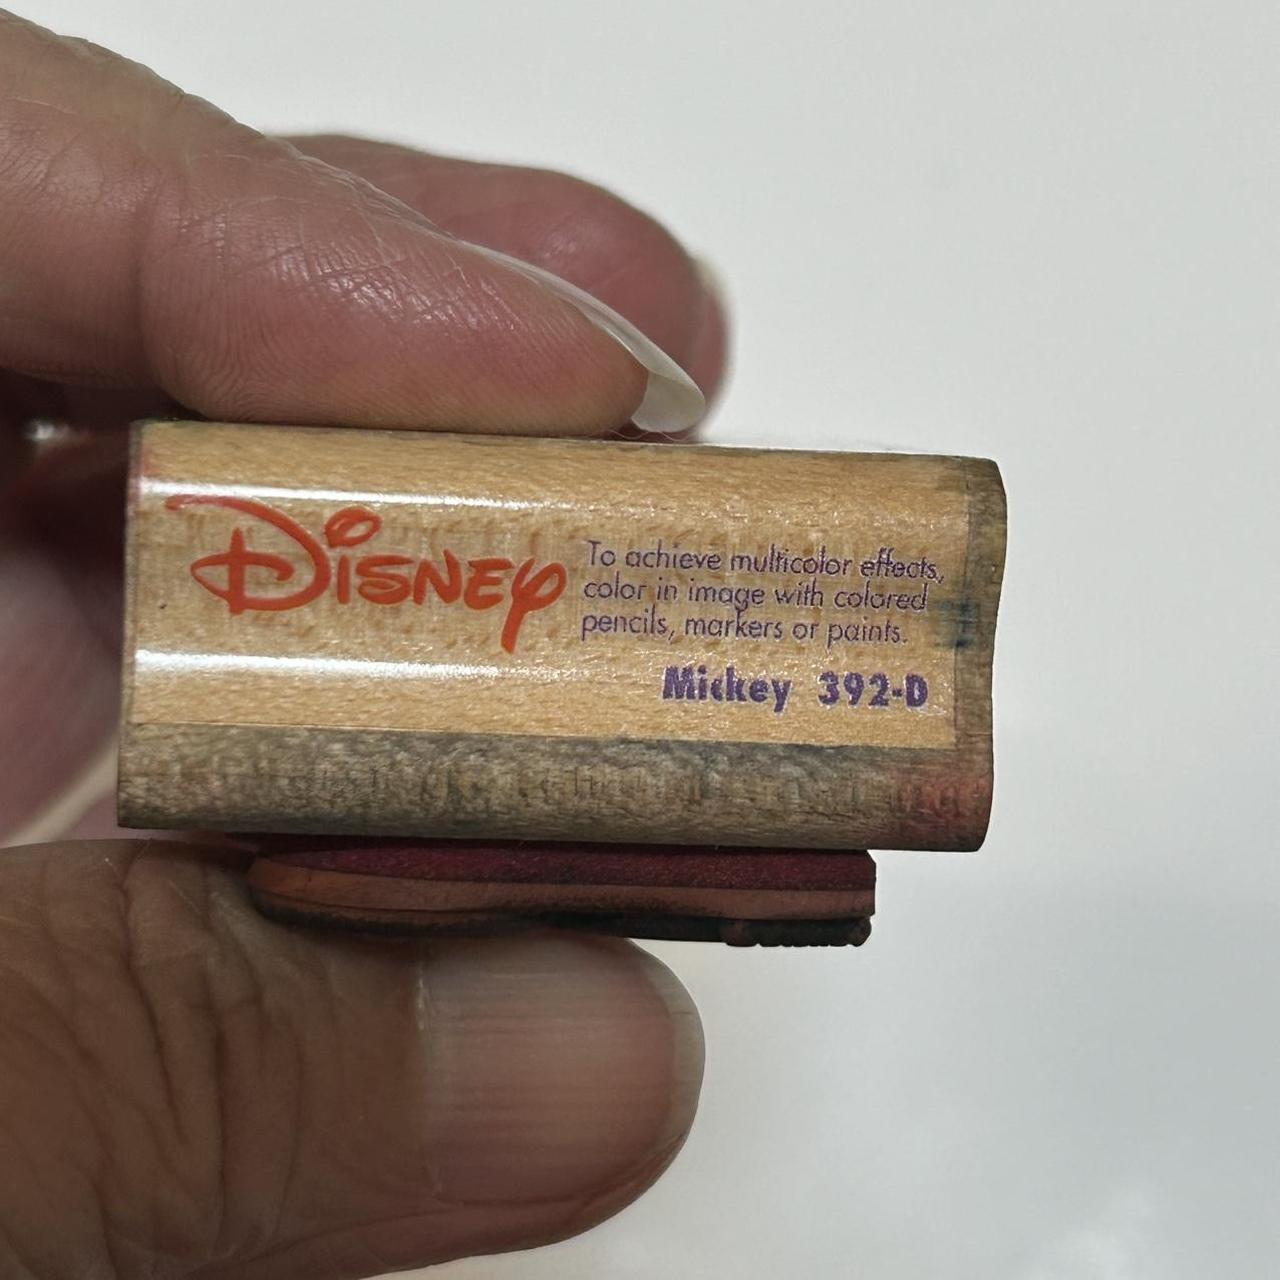 Disney
To achieve multicolor effects,
color in image with colored
pencils, markers or paints.
Mickey 392-D